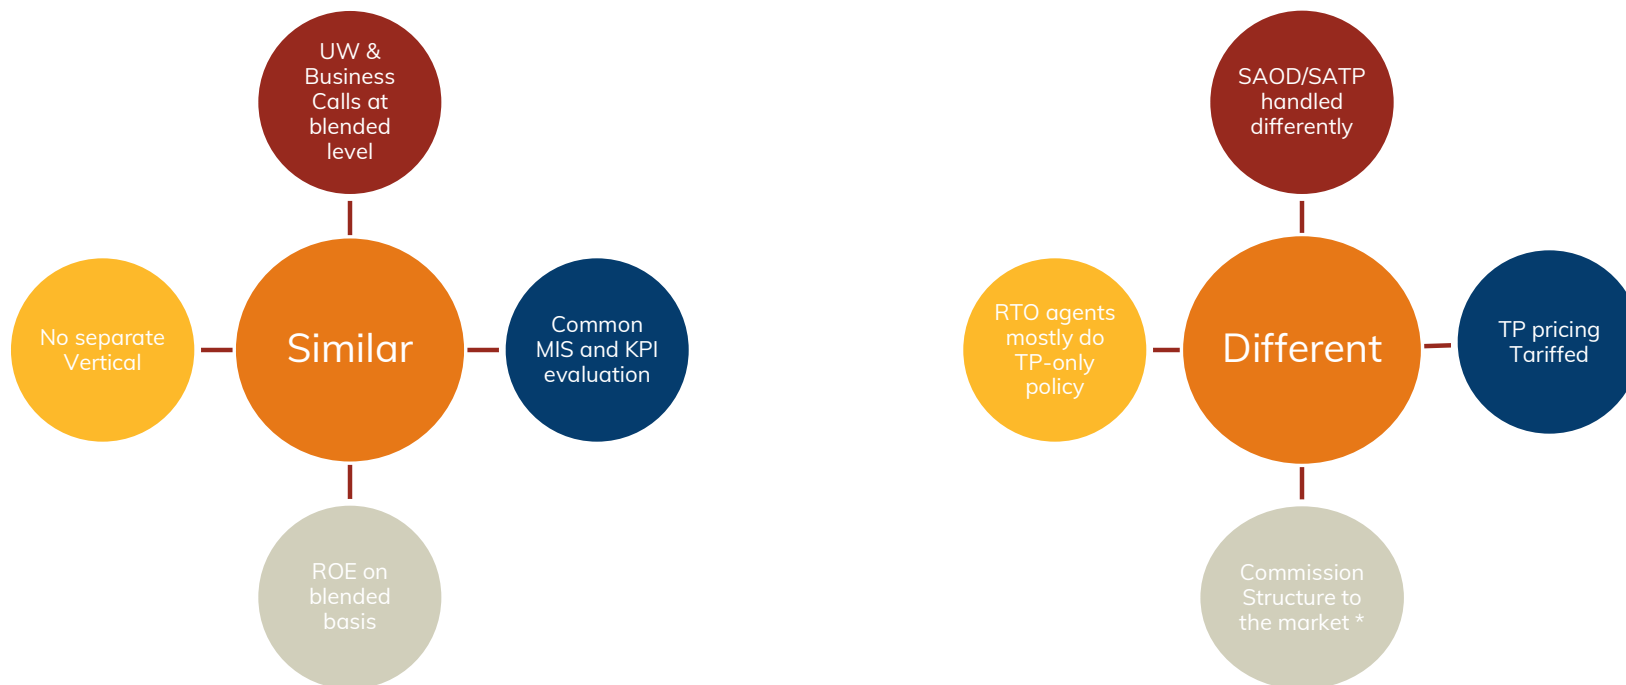 UW &
Business
Calls at
blended
level
No separate
Vertical
Similar
Common
MIS and KPI
evaluation
ROE on
blended
basis
SAOD/SATP
handled
differently
RTO agents
mostly do
TP-only
policy
Different
TP pricing
Tariffed
Commission
Structure to
the market *